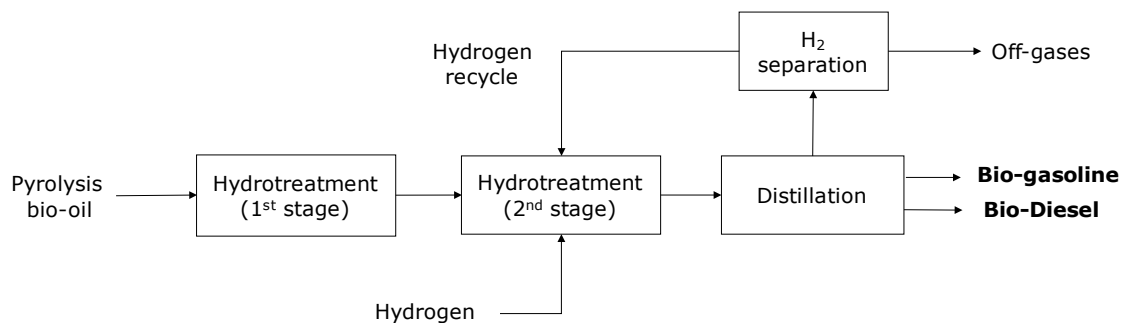 Hydrogen
recycle
H₂
separation
Off-gases
Pyrolysis
bio-oil
Hydrotreatment
(1st stage)
Hydrotreatment
(2nd stage)
Distillation
Bio-gasoline
Bio-Diesel
Hydrogen